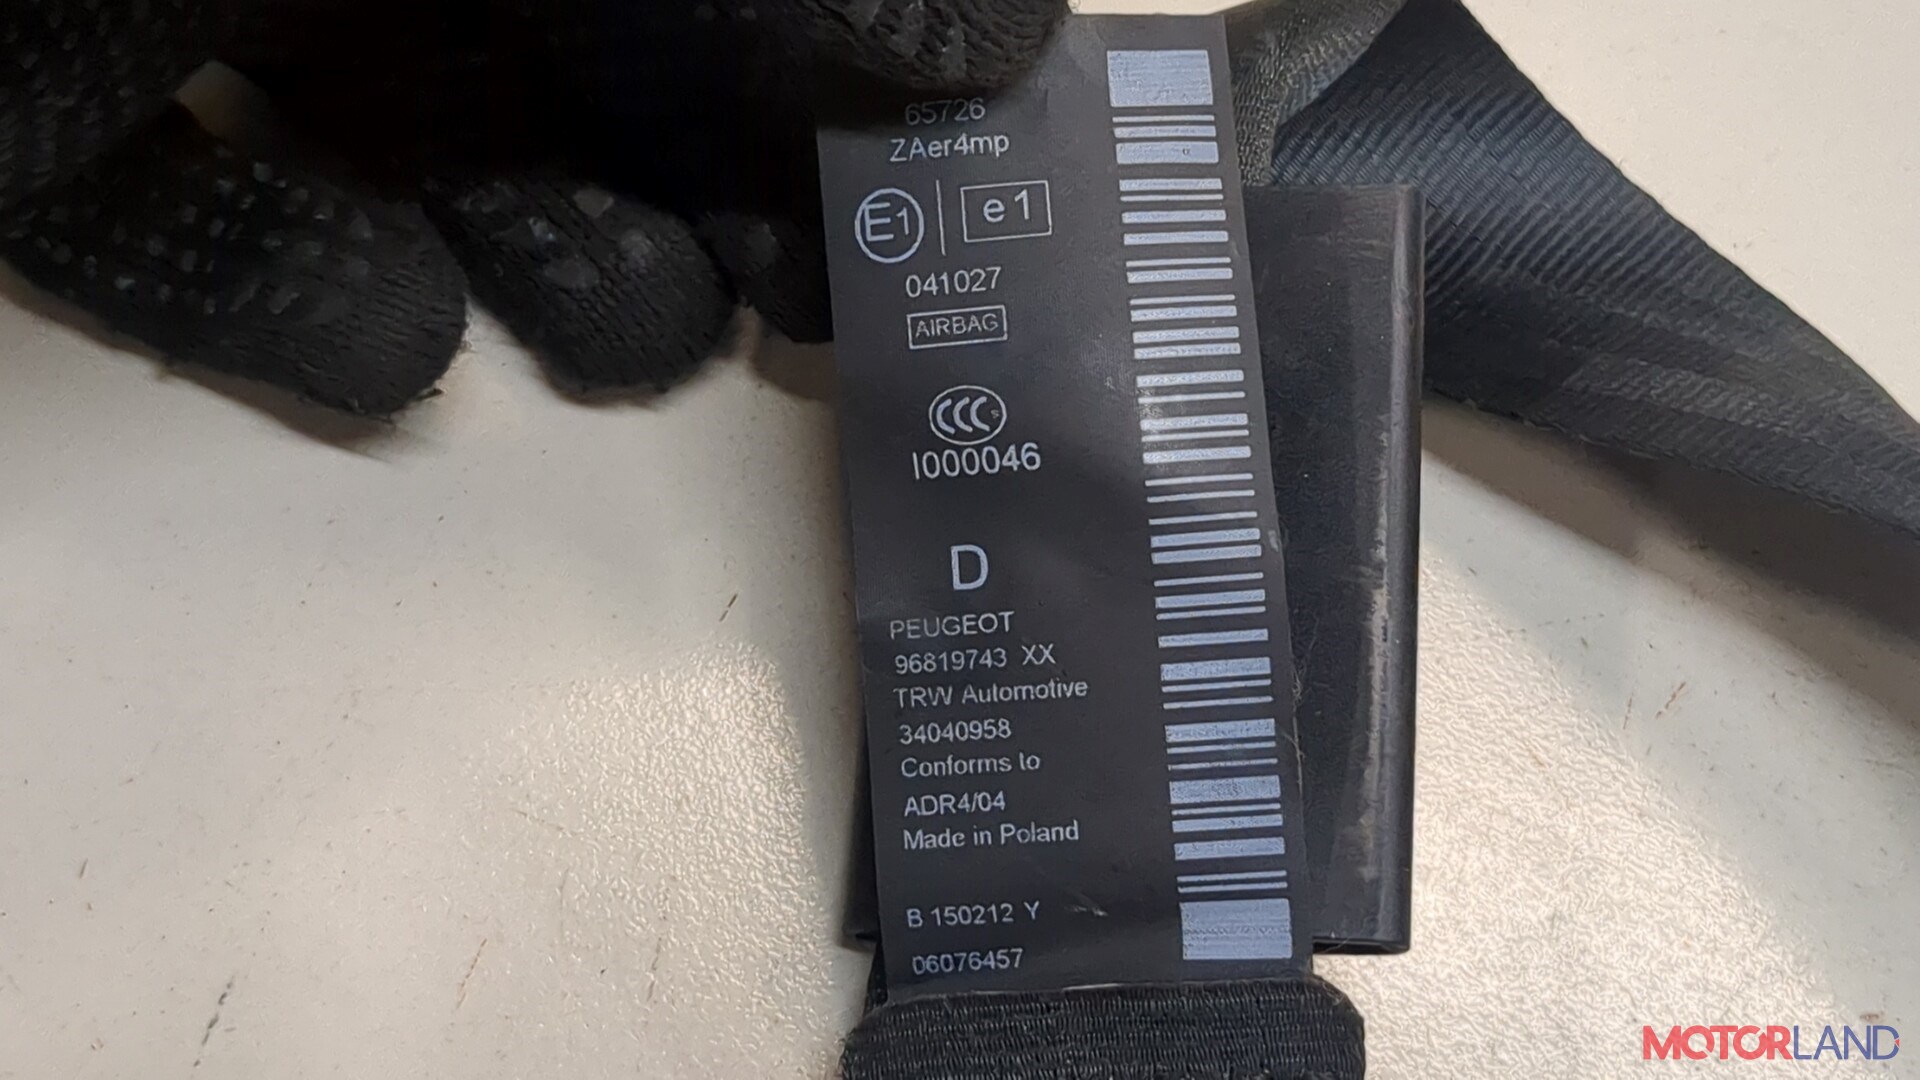 65726
ZAer4mp
E1 e1
041027
AIRBAG
CCC S
I000046
D
PEUGEOT
96819743 XX
TRW Automotive
34040958
Conforms to
ADR4/04
Made in Poland
B 150212 Y
06076457
MOTORLAND